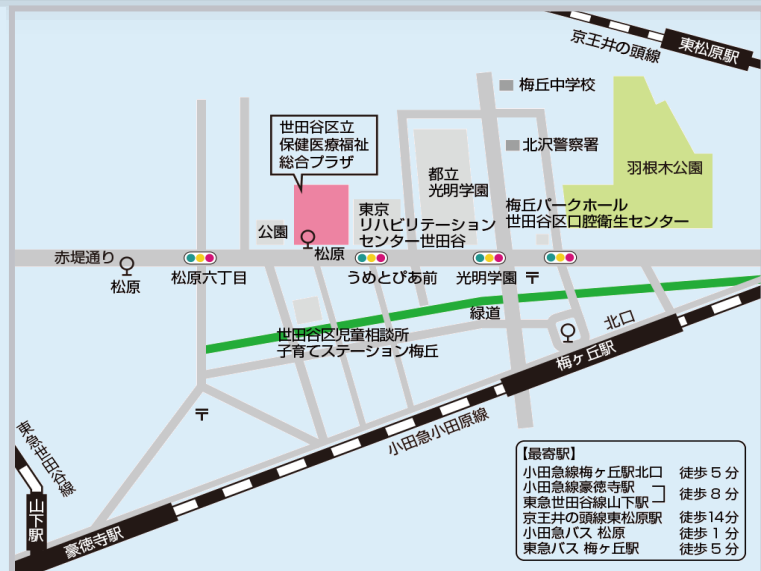 京王井の頭線
東松原駅
梅丘中学校
世田谷区立
保健医療福祉
総合プラザ
北沢警察署
都立
光明学園
羽根木公園
東京
リハビリテーション
センター世田谷
梅丘パークホール
世田谷区口腔衛生センター
公園
松原
赤堤通り
松原
松原六丁目
うめとぴあ前
光明学園
〒
緑道
北口
世田谷区児童相談所
子育てステーション梅丘
梅ヶ丘駅
〒
小田急小田原線
東急世田谷線
山下駅
豪徳寺駅
【最寄駅】
小田急線梅ヶ丘駅北口 徒歩5分
小田急線豪徳寺駅
東急世田谷線山下駅 徒歩8分
京王井の頭線東松原駅 徒歩14分
小田急バス 松原 徒歩1分
東急バス 梅ヶ丘駅 徒歩5分